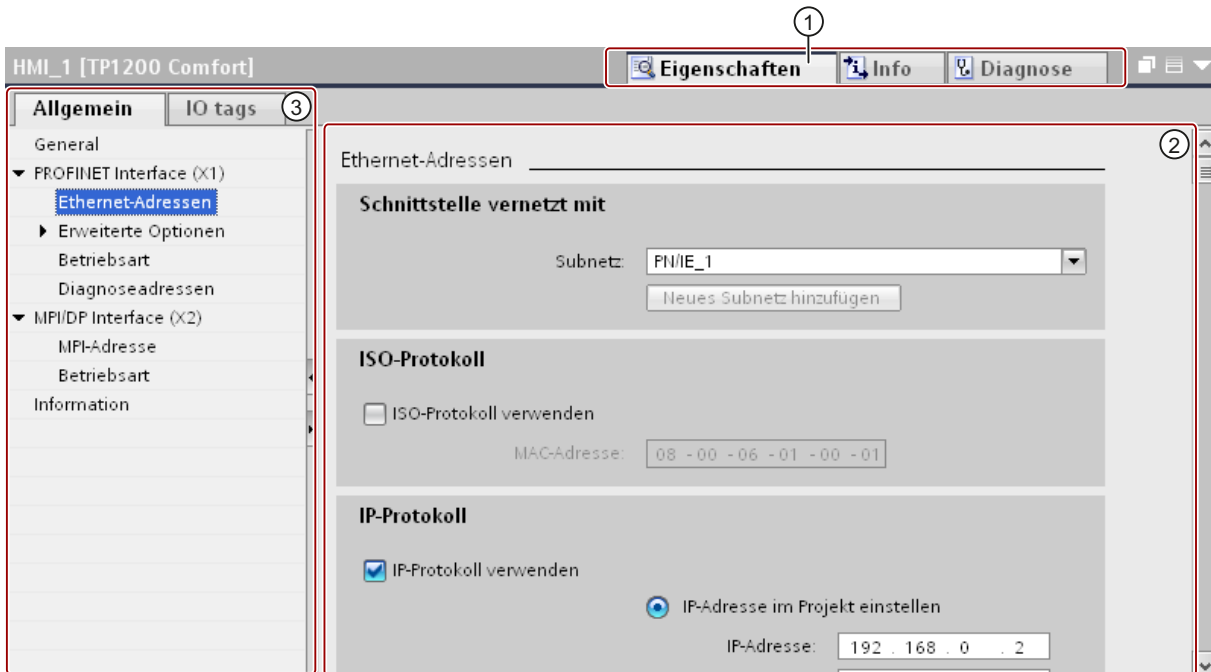 1
HMI_1 [TP1200 Comfort]
Eigenschaften
Info
Diagnose
Allgemein
IO tags
3
General
PROFINET Interface (X1)
Ethernet-Adressen
Erweiterte Optionen
Betriebsart
Diagnoseadressen
MPI/DP Interface (X2)
MPI-Adresse
Betriebsart
Information
2
Ethernet-Adressen
Schnittstelle vernetzt mit
Subnetz: PN/IE_1
Neues Subnetz hinzufügen
ISO-Protokoll
ISO-Protokoll verwenden
MAC-Adresse: 08 -00 -06 -01 -00 -01
IP-Protokoll
IP-Protokoll verwenden
IP-Adresse im Projekt einstellen
IP-Adresse: 192 . 168 . 0 . 2